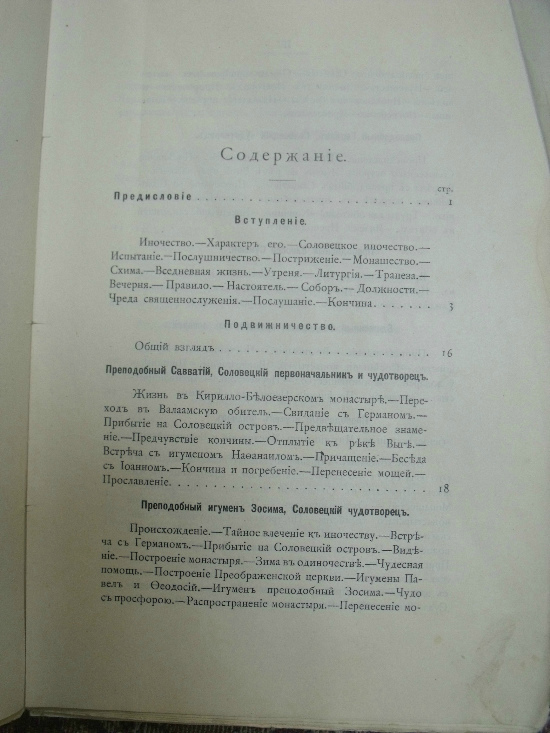 Содержаніе.
стр.
Предисловіе . . . . . . . . . . . . . . . . . . . . . . 1
Вступленіе.
Иночество.—Характеръ его.—Соловецкое иночество.—
Испытаніе.—Послушничество.—Постриженіе.—Монашество.—
Схима.—Вседневная жизнь.—Утреня.—Литургія.—Трапеза.—
Вечерня.—Правило.—Настоятель.—Соборъ.—Должности.—
Чреда священнослуженія.—Послушаніе.—Кончина . . . . . . . 3
Подвижничество.
Общій взглядъ . . . . . . . . . . . . . . . . . . 16
Преподобный Савватій, Соловецкій первоначальникъ и чудотворецъ.
Жизнь въ Кирилло-Бѣлоезерскомъ монастырѣ.—Пере-
ходъ въ Валаамскую обитель.—Свиданіе съ Германомъ.—
Прибытіе на Соловецкій островъ.—Предвѣщательное знаме-
ніе.—Предчувствіе кончины.—Отплытіе къ рѣкѣ Выгѣ.—
Встрѣча съ игуменомъ Наѳанаиломъ.—Причащеніе.—Бесѣда
съ Іоанномъ.—Кончина и погребеніе.—Перенесеніе мощей.—
Прославленіе. . . . . . . . . . . . . . . . . . . . . . 18
Преподобный игуменъ Зосима, Соловецкій чудотворецъ.
Происхожденіе.—Тайное влеченіе къ иночеству.—Встрѣ-
ча съ Германомъ.—Прибытіе на Соловецкій островъ.—Видѣ-
ніе.—Построеніе монастыря.—Зима въ одиночествѣ.—Чудесная
помощь.—Построеніе Преображенской церкви.—Игумены Па-
велъ и Ѳеодосій.—Игуменъ преподобный Зосима.—Чудо
съ просфорою.—Распространеніе монастыря.—Перенесеніе мо-